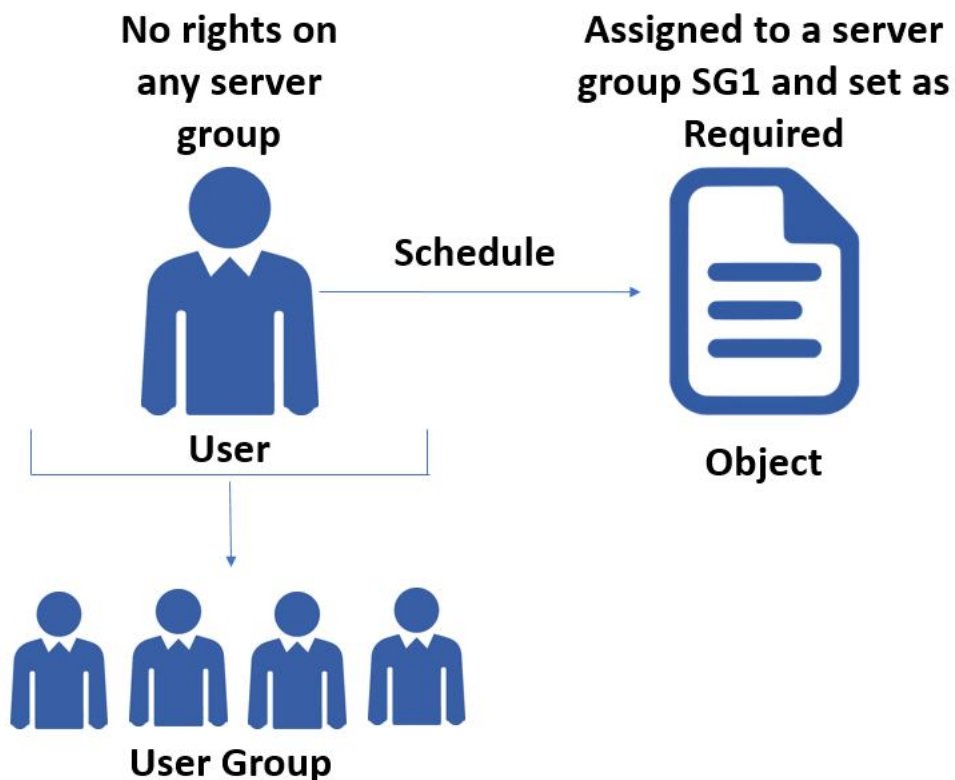 No rights on
any server
group
Assigned to a server
group SG1 and set as
Required
Schedule
User
Object
User Group